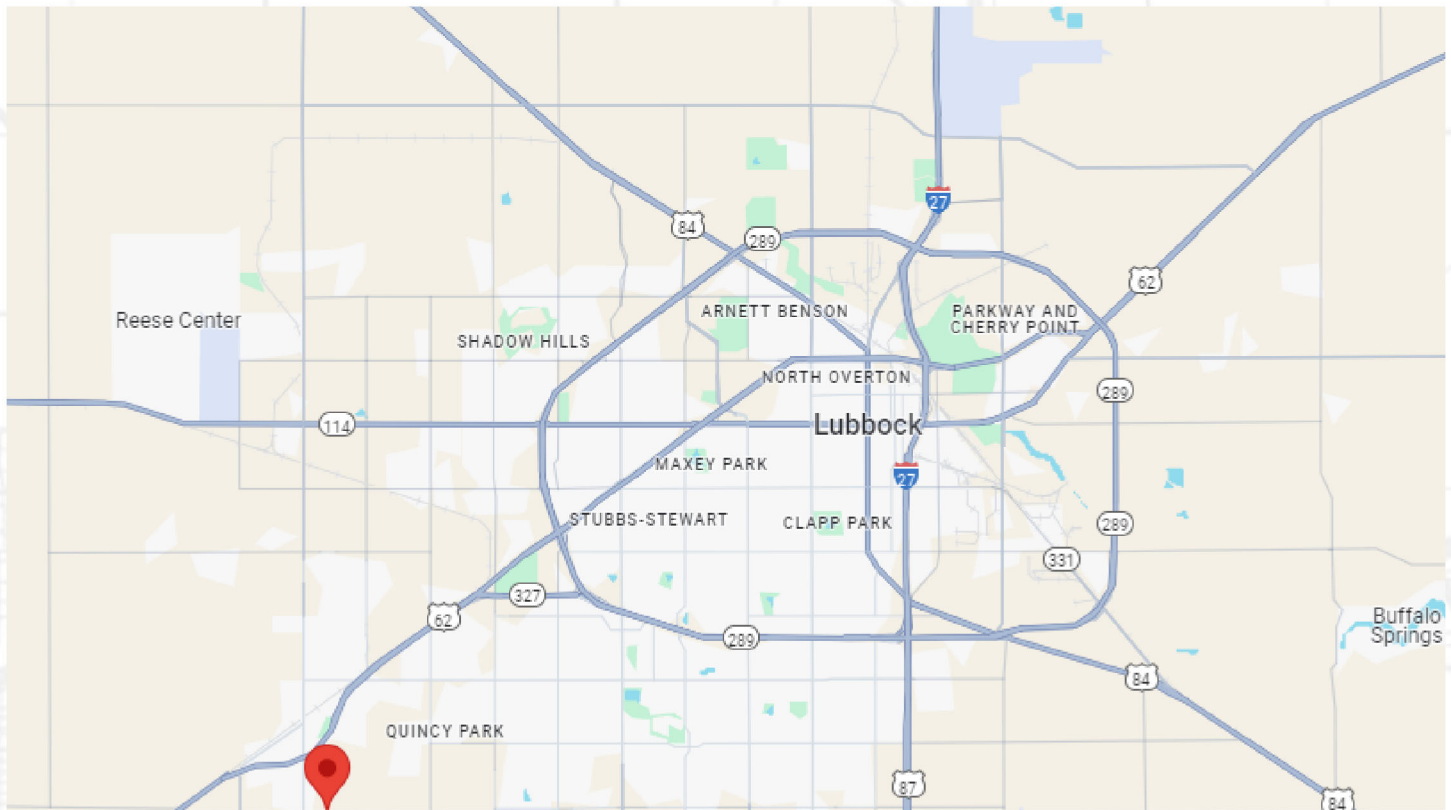 27
84
289
62
ARNETT BENSON
PARKWAY AND
CHERRY POINT
Reese Center
SHADOW HILLS
NORTH OVERTON
289
114
Lubbock
MAXEY PARK
27
STUBBS-STEWART
CLAPP PARK
289
331
327
62
Buffalo
Springs
289
84
QUINCY PARK
87
84